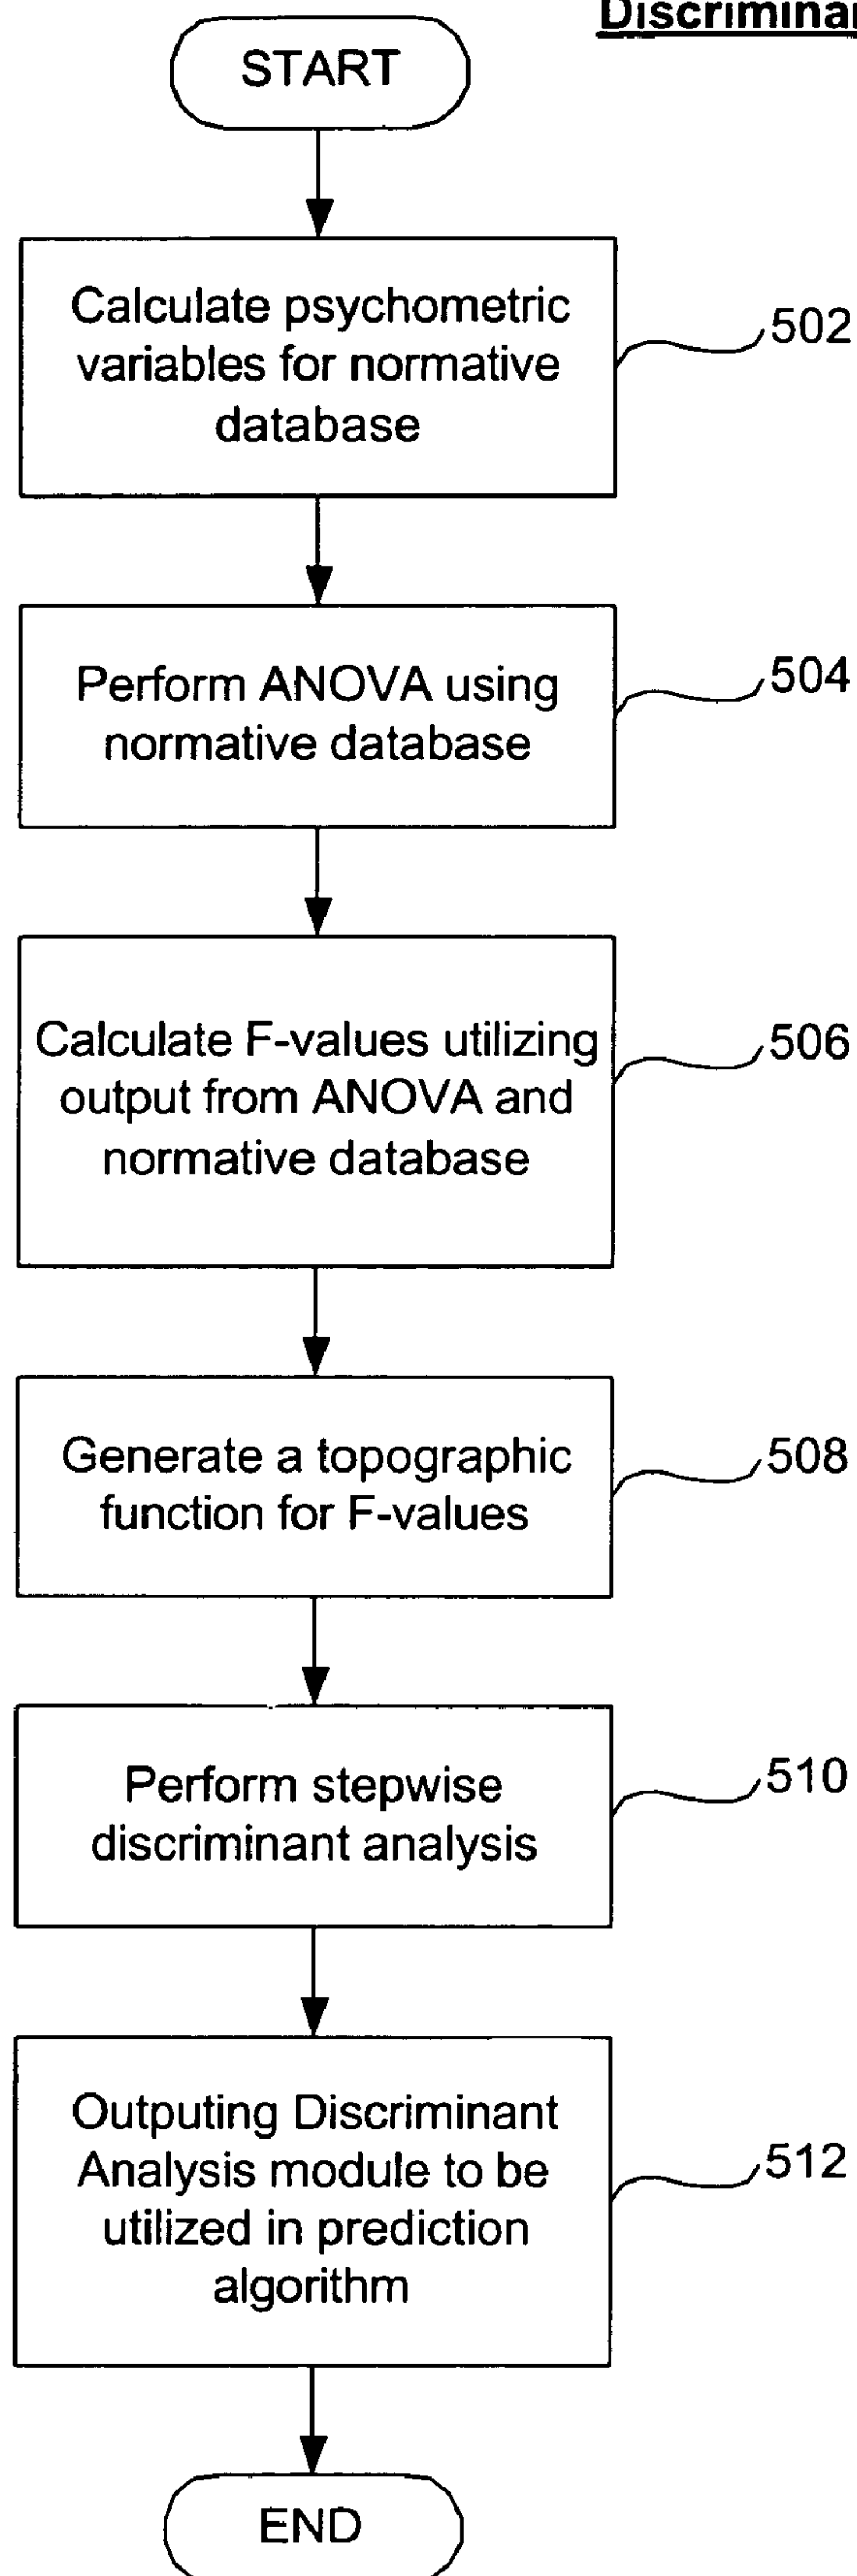 Discriminan
START
Calculate psychometric
variables for normative
database
502
Perform ANOVA using
normative database
504
Calculate F-values utilizing
output from ANOVA and
normative database
506
Generate a topographic
function for F-values
508
Perform stepwise
discriminant analysis
510
Outputing Discriminant
Analysis module to be
utilized in prediction
algorithm
512
END